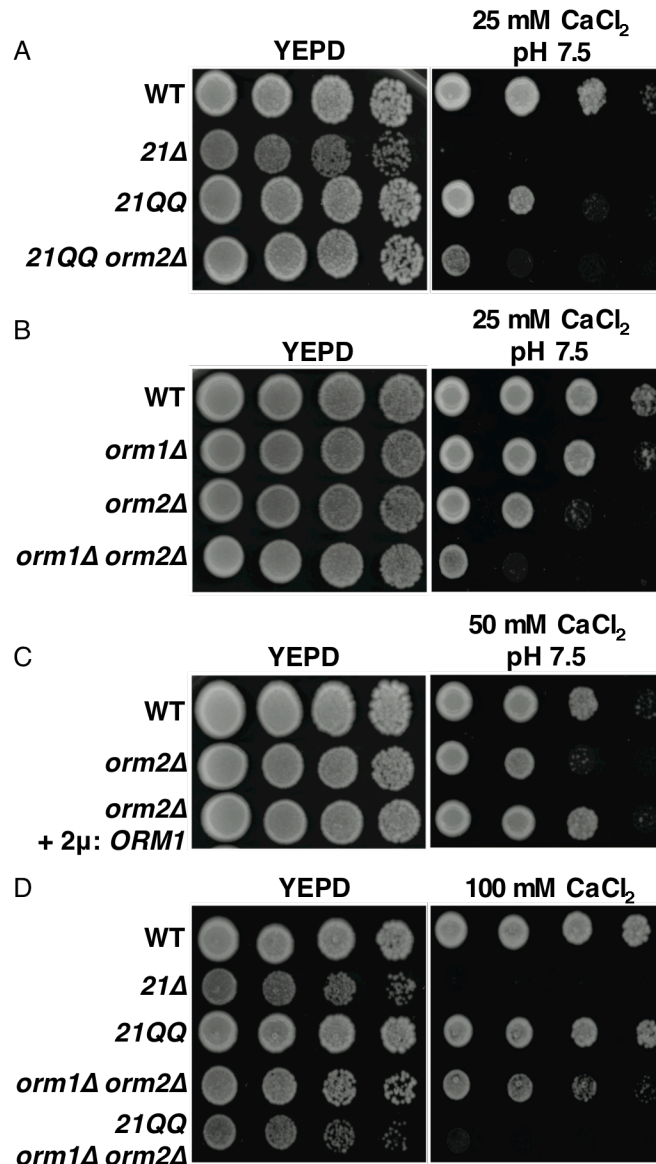 A
YEPD
25 mM CaCl2
pH 7.5
WT
21Δ
21QQ
21QQ orm2Δ
B
YEPD
25 mM CaCl2
pH 7.5
WT
orm1Δ
orm2Δ
orm1Δ orm2Δ
C
YEPD
50 mM CaCl2
pH 7.5
WT
orm2Δ
orm2Δ
+ 2µ: ORM1
D
YEPD
100 mM CaCl2
WT
21Δ
21QQ
orm1Δ orm2Δ
21QQ
orm1Δ orm2Δ